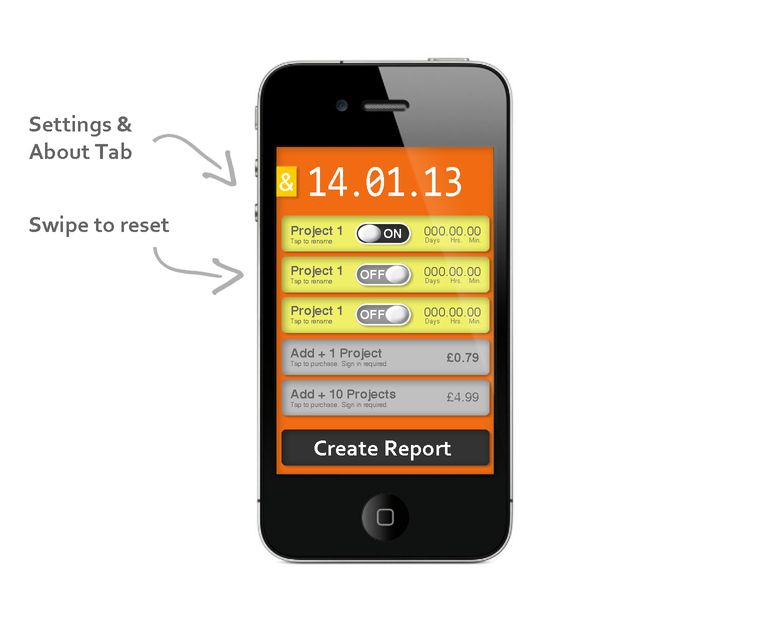 Settings &
About Tab
Swipe to reset
& 14.01.13
Project 1 ON 000.00.00
Tap to rename Days Hrs. Min.
Project 1 OFF 000.00.00
Tap to rename Days Hrs. Min.
Project 1 OFF 000.00.00
Tap to rename Days Hrs. Min.
Add + 1 Project £0.79
Tap to purchase. Sign in required
Add + 10 Projects £4.99
Tap to purchase. Sign in required
Create Report